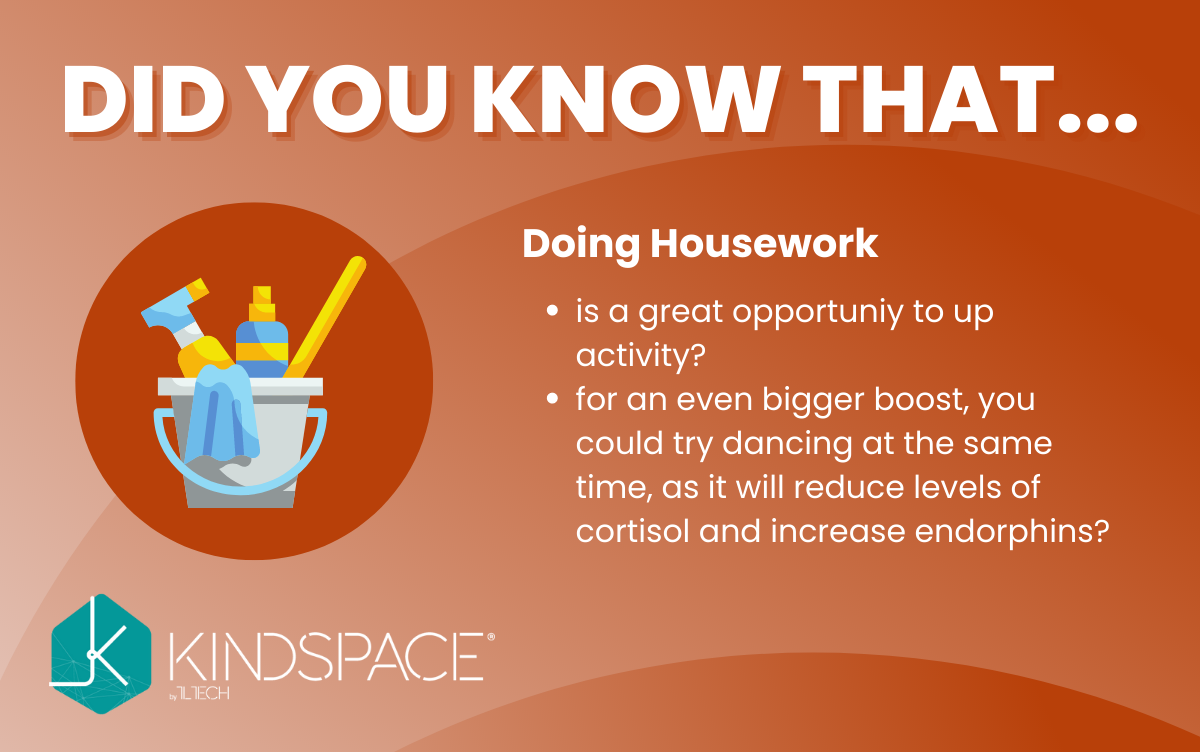 DID YOU KNOW THAT...
Doing Housework
• is a great opportuniy to up
activity?
• for an even bigger boost, you
could try dancing at the same
time, as it will reduce levels of
cortisol and increase endorphins?
KINDSPACE®
by TLTECH